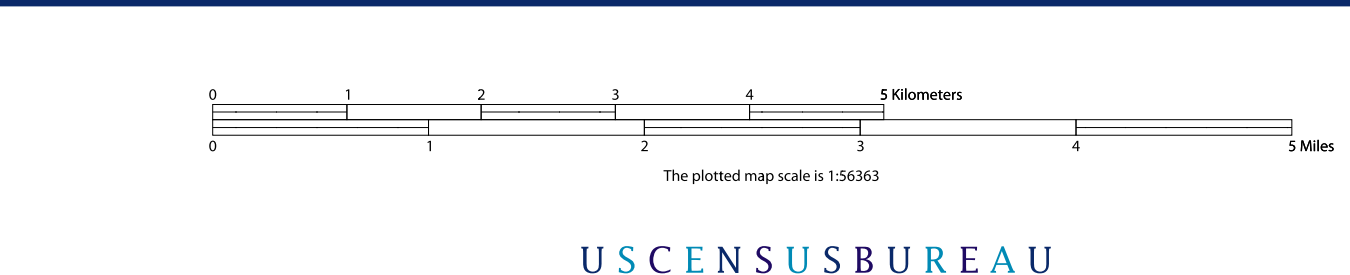 0 1 2 3 4 5 Kilometers
0 1 2 3 4 5 Miles
The plotted map scale is 1:56363
USCENSUSBUREAU